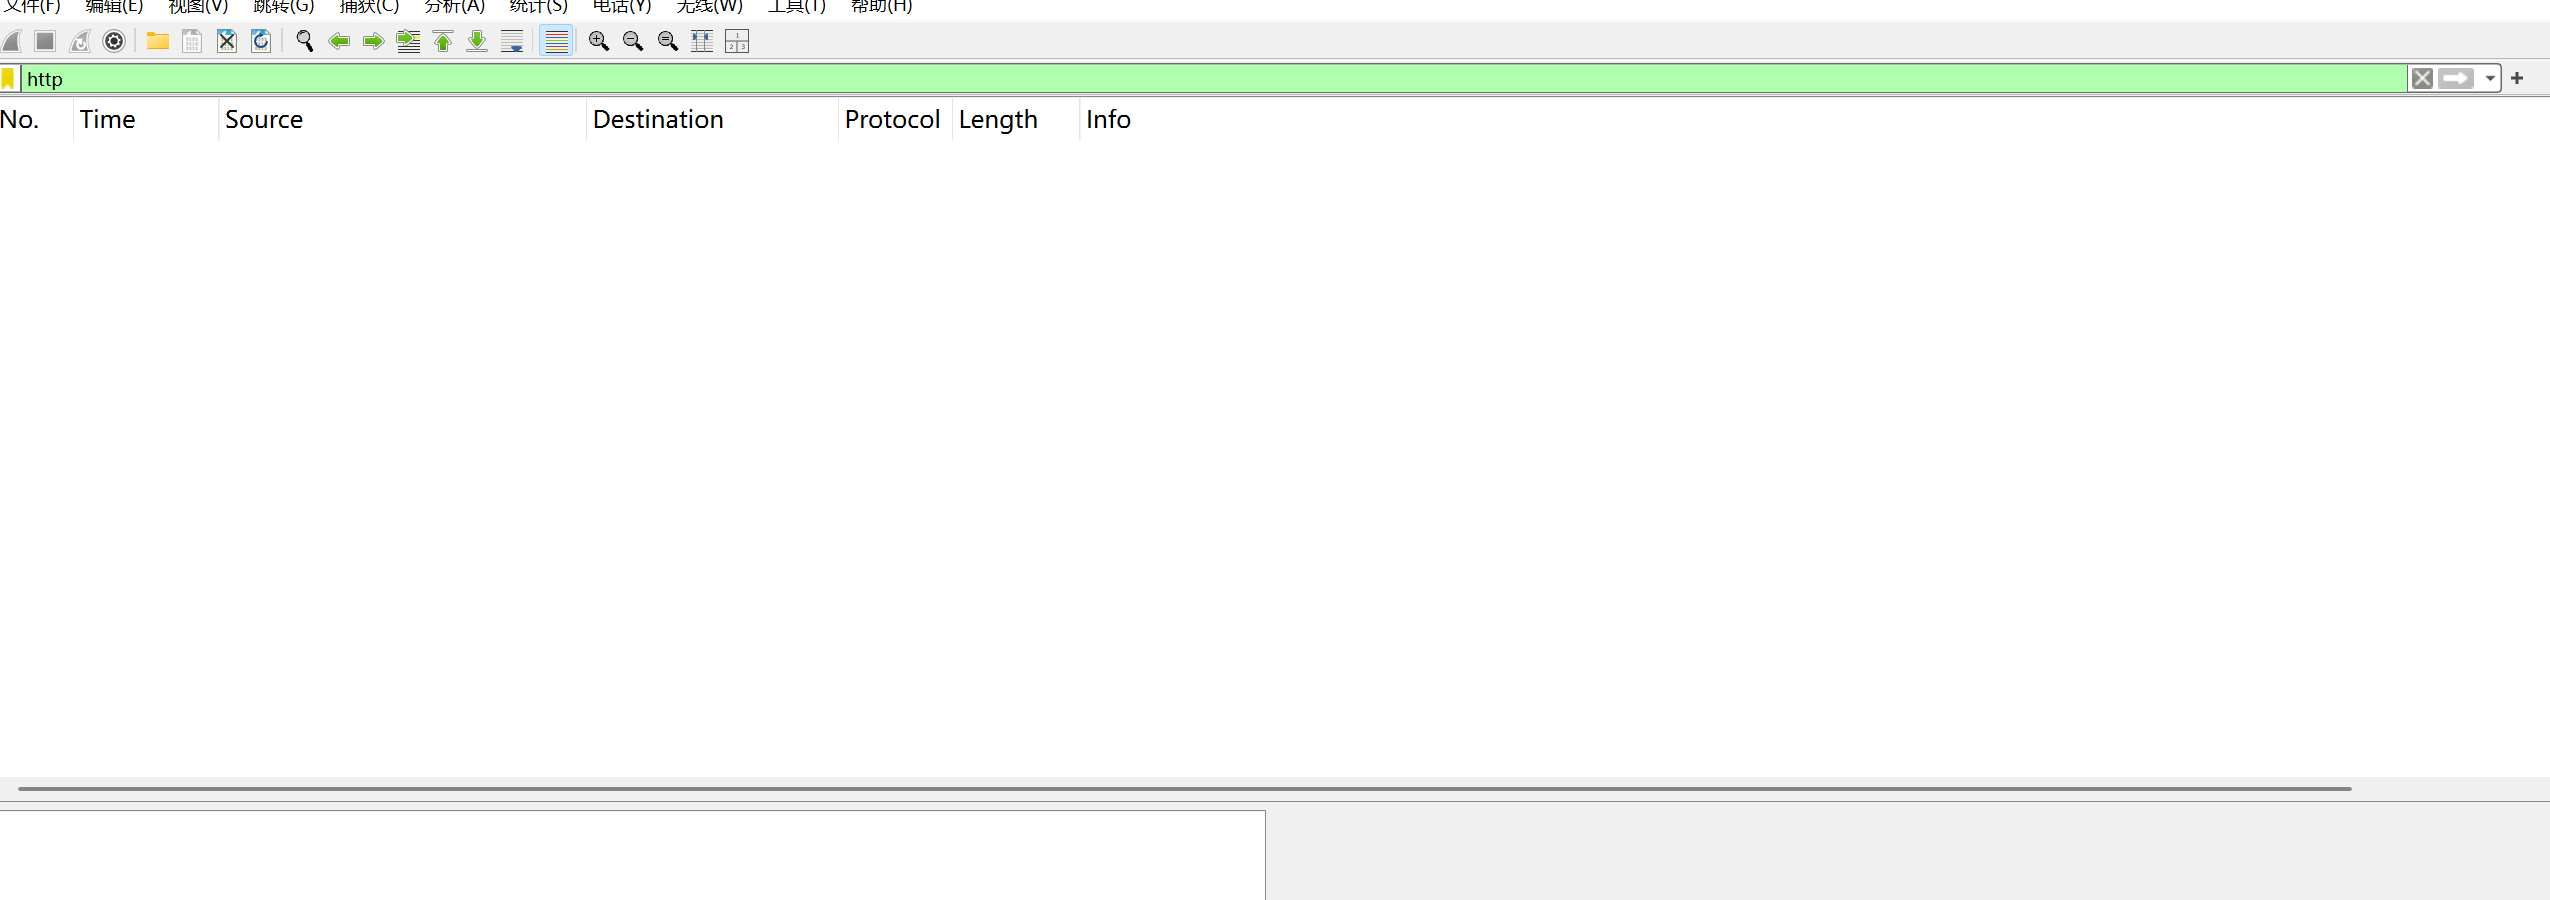 文件(F) 编辑(E) 视图(V) 跳转(G) 捕获(C) 分析(A) 统计(S) 电话(Y) 无线(W) 工具(T) 帮助(H)
http
No. Time Source Destination Protocol Length Info